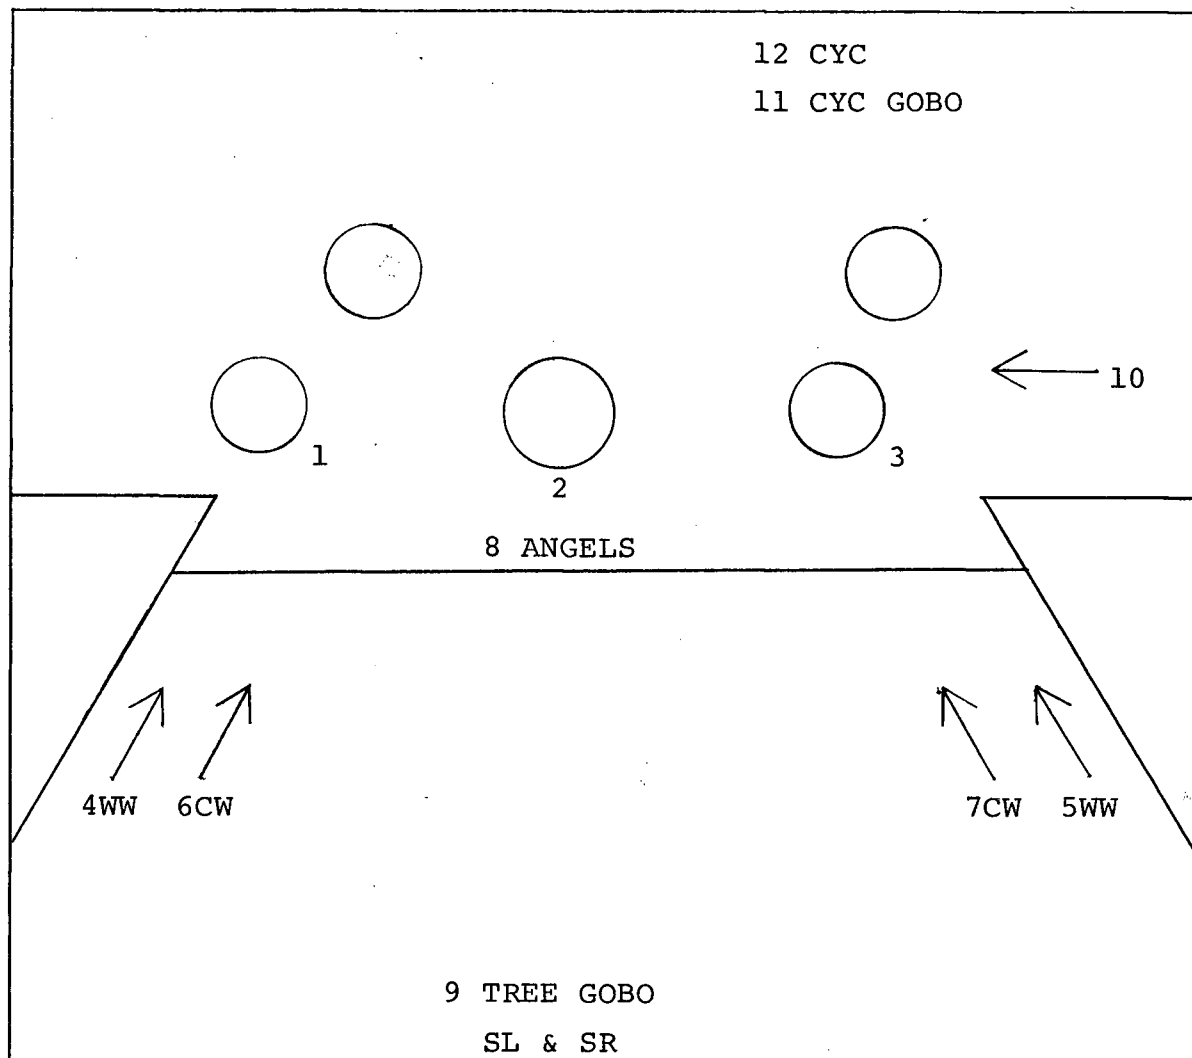 12 CYC
11 CYC GOBO
10
1
3
2
8 ANGELS
4WW 6CW
7CW 5WW
9 TREE GOBO
SL & SR